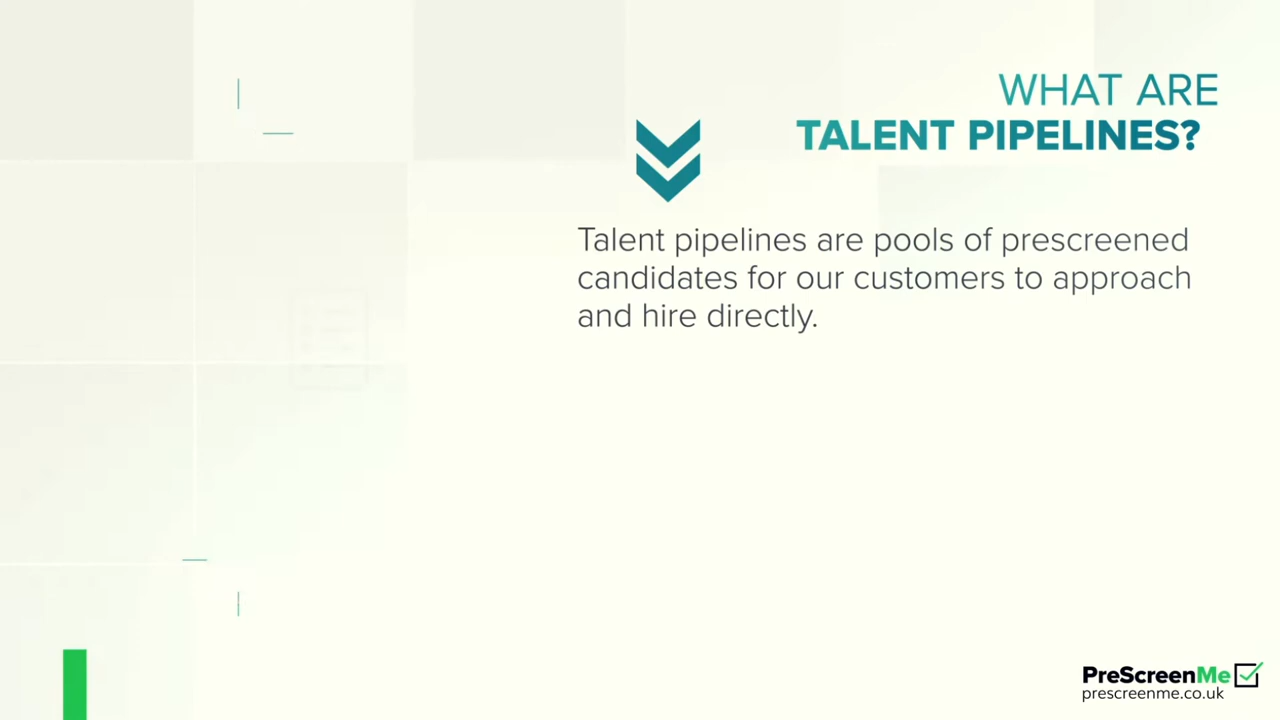 WHAT ARE
TALENT PIPELINES?
Talent pipelines are pools of prescreened
candidates for our customers to approach
and hire directly.
PreScreenMe
prescreenme.co.uk